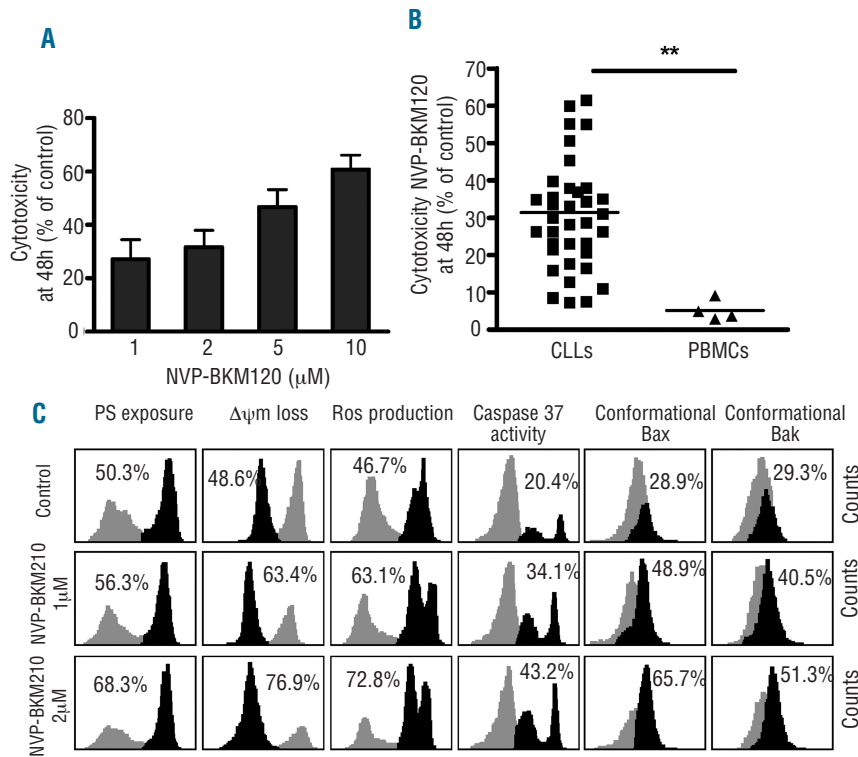 A
Cytotoxicity
at 48h (% of control)
80
60
40
20
0
1 2 5 10
NVP-BKM120 (μM)
B
**
Cytotoxicity NVP-BKM120
at 48h (% of control)
70
60
50
40
30
20
10
0
CLLs PBMCs
C
PS exposure Δψm loss Ros production Caspase 37 activity Conformational Bax Conformational Bak
Control
50.3% 48.6% 46.7% 20.4% 28.9% 29.3%
Counts
NVP-BKM210
1μM
56.3% 63.4% 63.1% 34.1% 48.9% 40.5%
Counts
NVP-BKM210
2μM
68.3% 76.9% 72.8% 43.2% 65.7% 51.3%
Counts